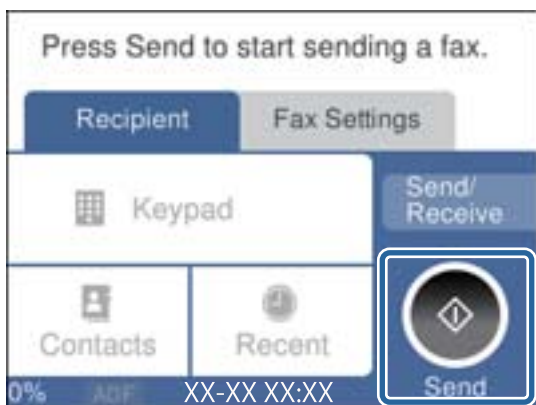 Press Send to start sending a fax.
Recipient
Fax Settings
Keypad
Send/
Receive
Contacts
Recent
0%
ADF
XX-XX XX:XX
Send